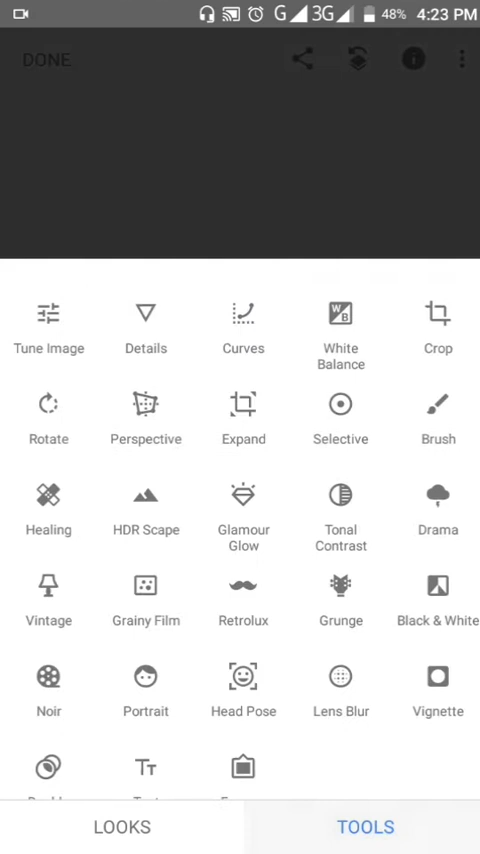 G 3G 48% 4:23 PM
DONE
Tune Image Details Curves White Balance Crop
Rotate Perspective Expand Selective Brush
Healing HDR Scape Glamour Glow Tonal Contrast Drama
Vintage Grainy Film Retrolux Grunge Black & White
Noir Portrait Head Pose Lens Blur Vignette
LOOKS TOOLS